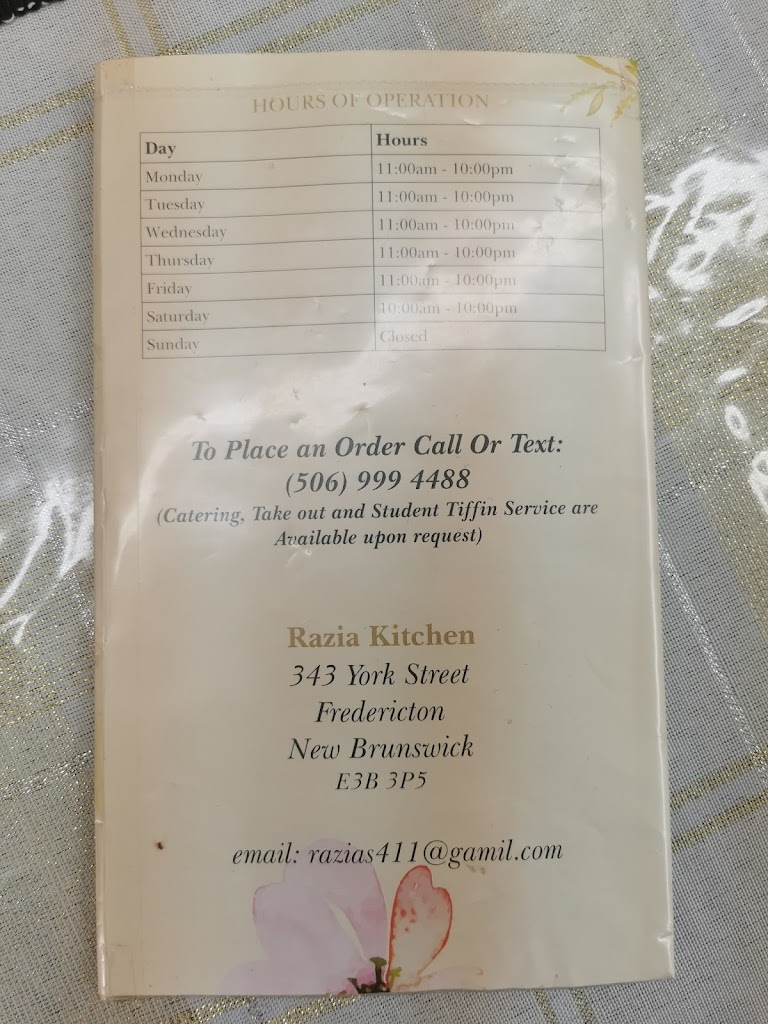 HOURS OF OPERATION
Day Hours
Monday 11:00am - 10:00pm
Tuesday 11:00am - 10:00pm
Wednesday 11:00am - 10:00pm
Thursday 11:00am - 10:00pm
Friday 11:00am - 10:00pm
Saturday 10:00am - 10:00pm
Sunday Closed
To Place an Order Call Or Text:
(506) 999 4488
(Catering, Take out and Student Tiffin Service are
Available upon request)
Razia Kitchen
343 York Street
Fredericton
New Brunswick
E3B 3P5
email: razias411@gamil.com